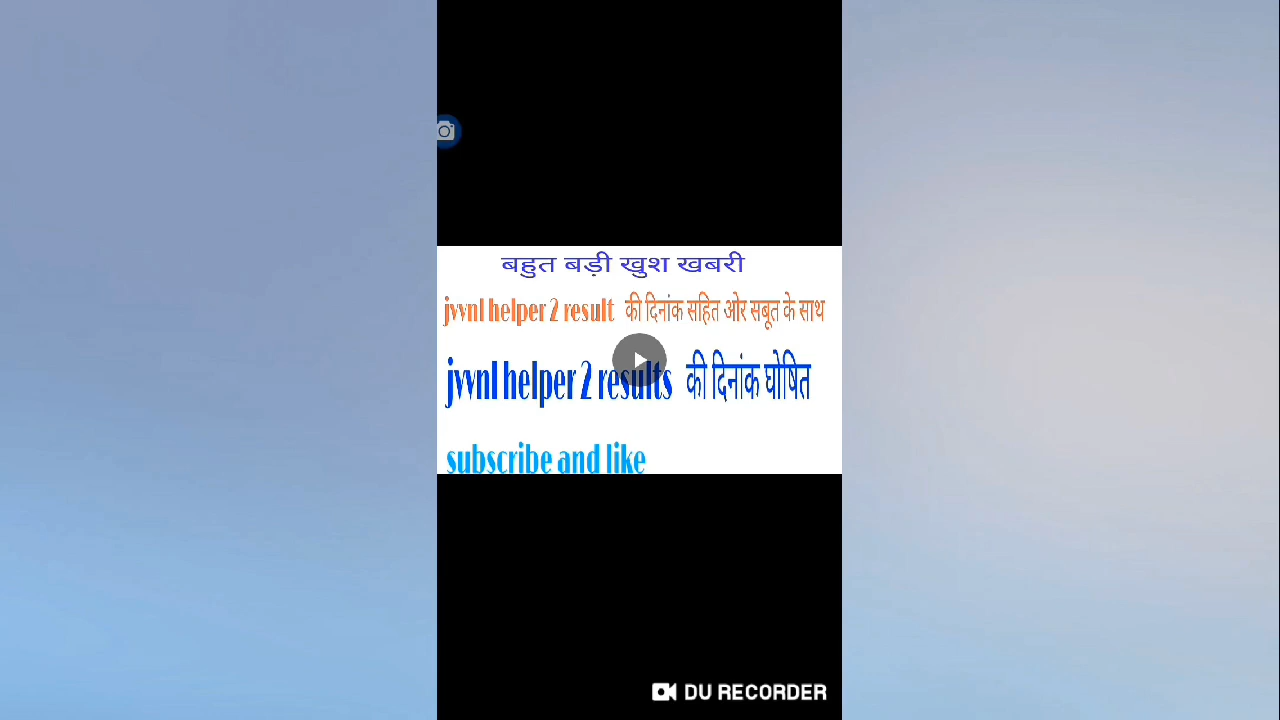 बहुत बड़ी खुश खबरी
jvvnl helper 2 result की दिनांक सहित ओर सबूत के साथ
jvvnl helper 2 results की दिनांक घोषित
subscribe and like
DU RECORDER